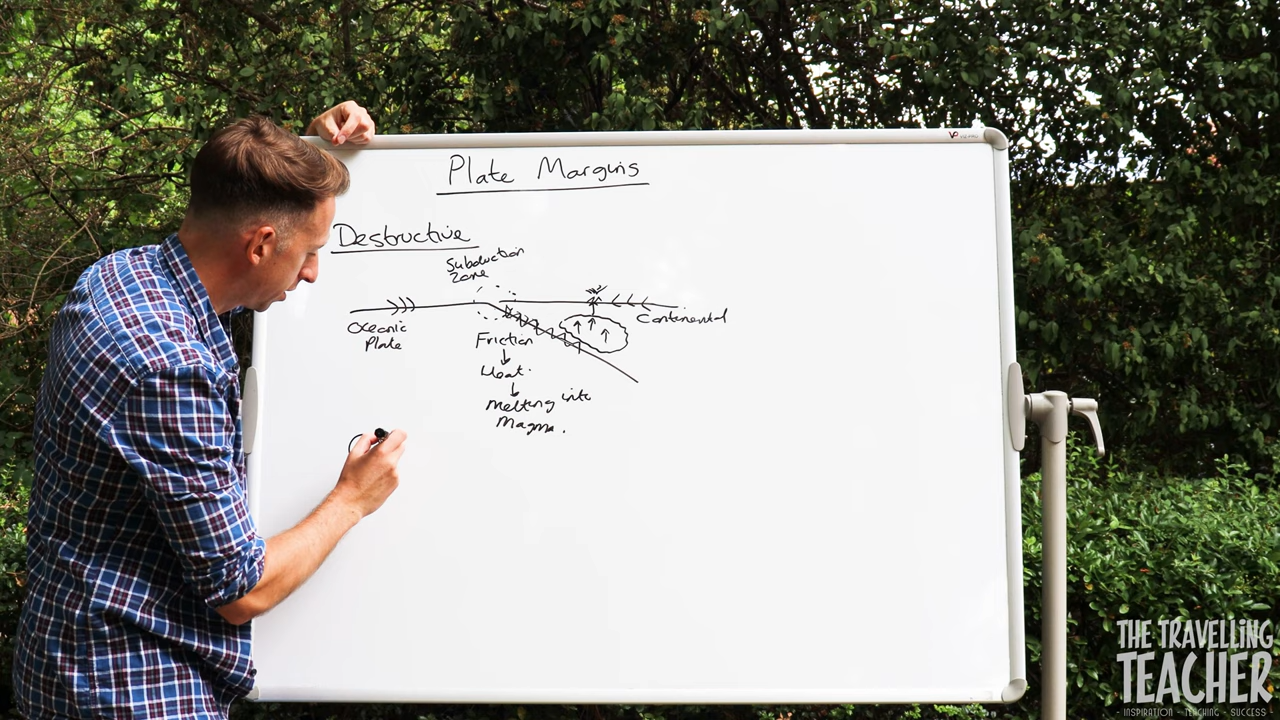 Plate Margins
Destructive
Subduction
Zone
Oceanic
Plate
Continental
Friction
Heat.
Melting into
Magma.
THE TRAVELLING
TEACHER
- INSPIRATION - TEACHING - SUCCESS -